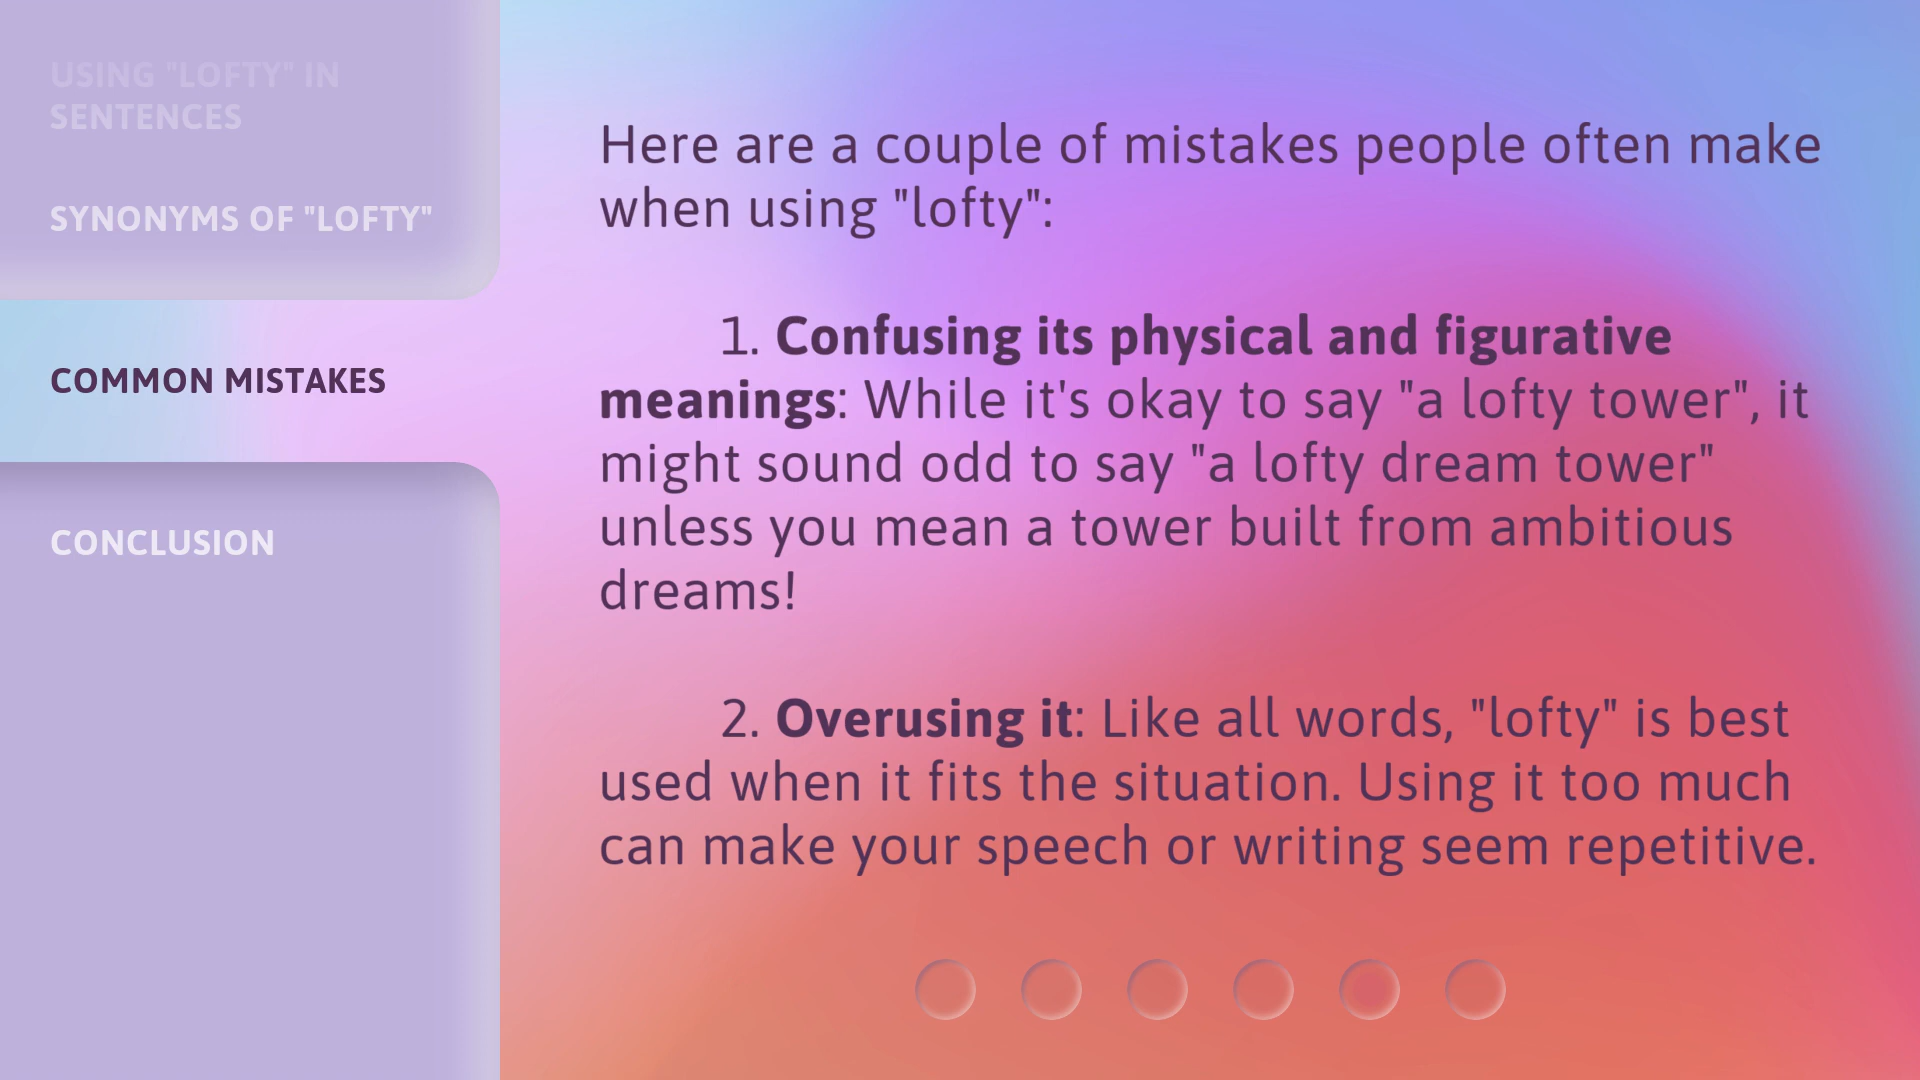 USING "LOFTY" IN
SENTENCES
SYNONYMS OF "LOFTY"
COMMON MISTAKES
CONCLUSION
Here are a couple of mistakes people often make
when using "lofty":
1. Confusing its physical and figurative
meanings: While it's okay to say "a lofty tower", it
might sound odd to say "a lofty dream tower"
unless you mean a tower built from ambitious
dreams!
2. Overusing it: Like all words, "lofty" is best
used when it fits the situation. Using it too much
can make your speech or writing seem repetitive.